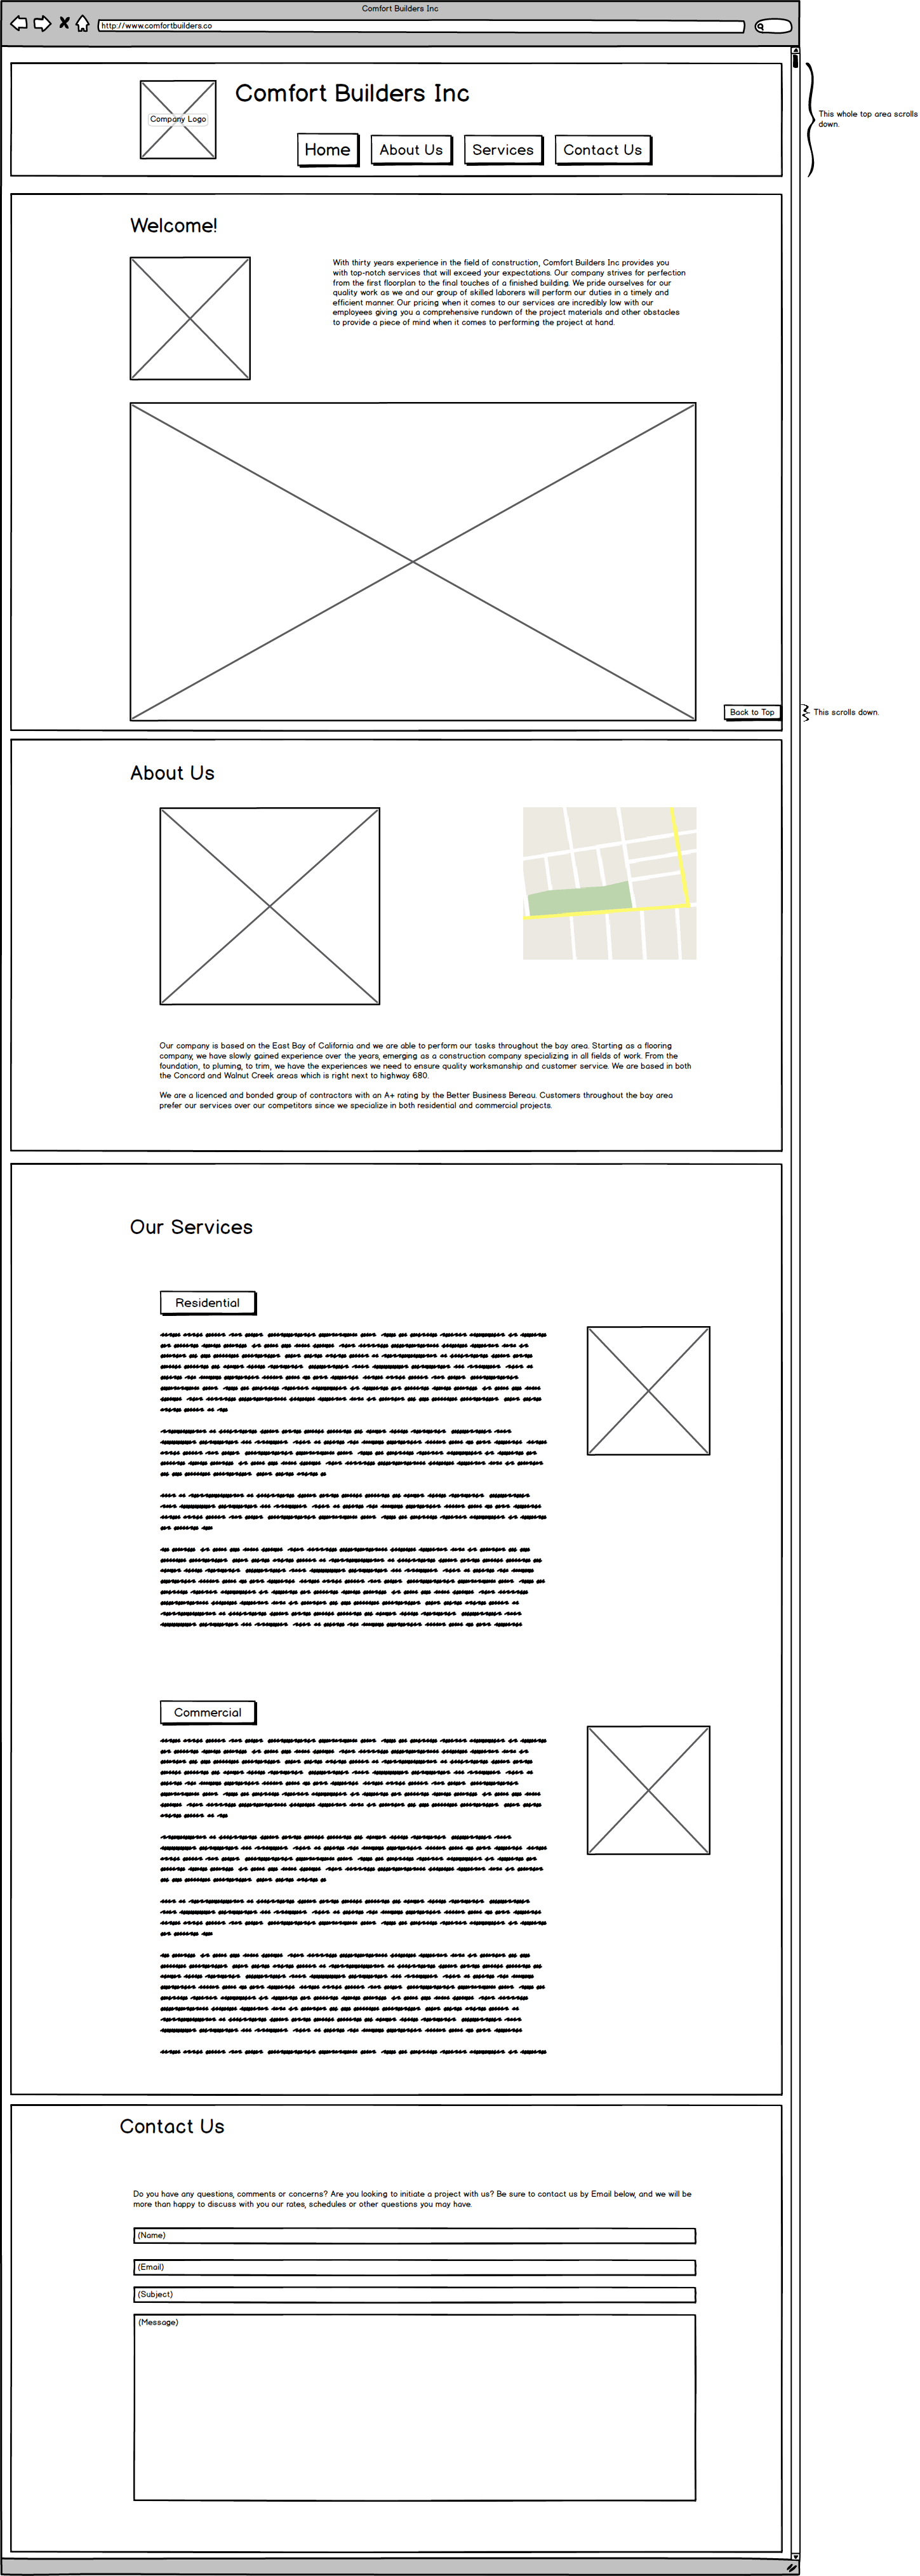 Comfort Builders Inc
http://www.comfortbuilders.co
Company Logo
Comfort Builders Inc
Home
About Us
Services
Contact Us
This whole top area scrolls
down.
Welcome!
With thirty years experience in the field of construction, Comfort Builders Inc provides you
with top-notch services that will exceed your expectations. Our company strives for perfection
from the first floorplan to the final touches of a finished building. We pride ourselves for our
quality work as we and our group of skilled laborers will perform our duties in a timely and
efficient manner. Our pricing when it comes to our services are incredibly low with our
employees giving you a comprehensive rundown of the project materials and other obstacles
to provide a piece of mind when it comes to performing the project at hand.
Back to Top
This scrolls down.
About Us
Our company is based on the East Bay of California and we are able to perform our tasks throughout the bay area. Starting as a flooring
company, we have slowly gained experience over the years, emerging as a construction company specializing in all fields of work. From the
foundation, to pluming, to trim, we have the experiences we need to ensure quality worksmanship and customer service. We are based in both
the Concord and Walnut Creek areas which is right next to highway 680.
We are a licenced and bonded group of contractors with an A+ rating by the Better Business Bereau. Customers throughout the bay area
prefer our services over our competitors since we specialize in both residential and commercial projects.
Our Services
Residential
Commercial
Contact Us
Do you have any questions, comments or concerns? Are you looking to initiate a project with us? Be sure to contact us by Email below, and we will be
more than happy to discuss with you our rates, schedules or other questions you may have.
(Name)
(Email)
(Subject)
(Message)